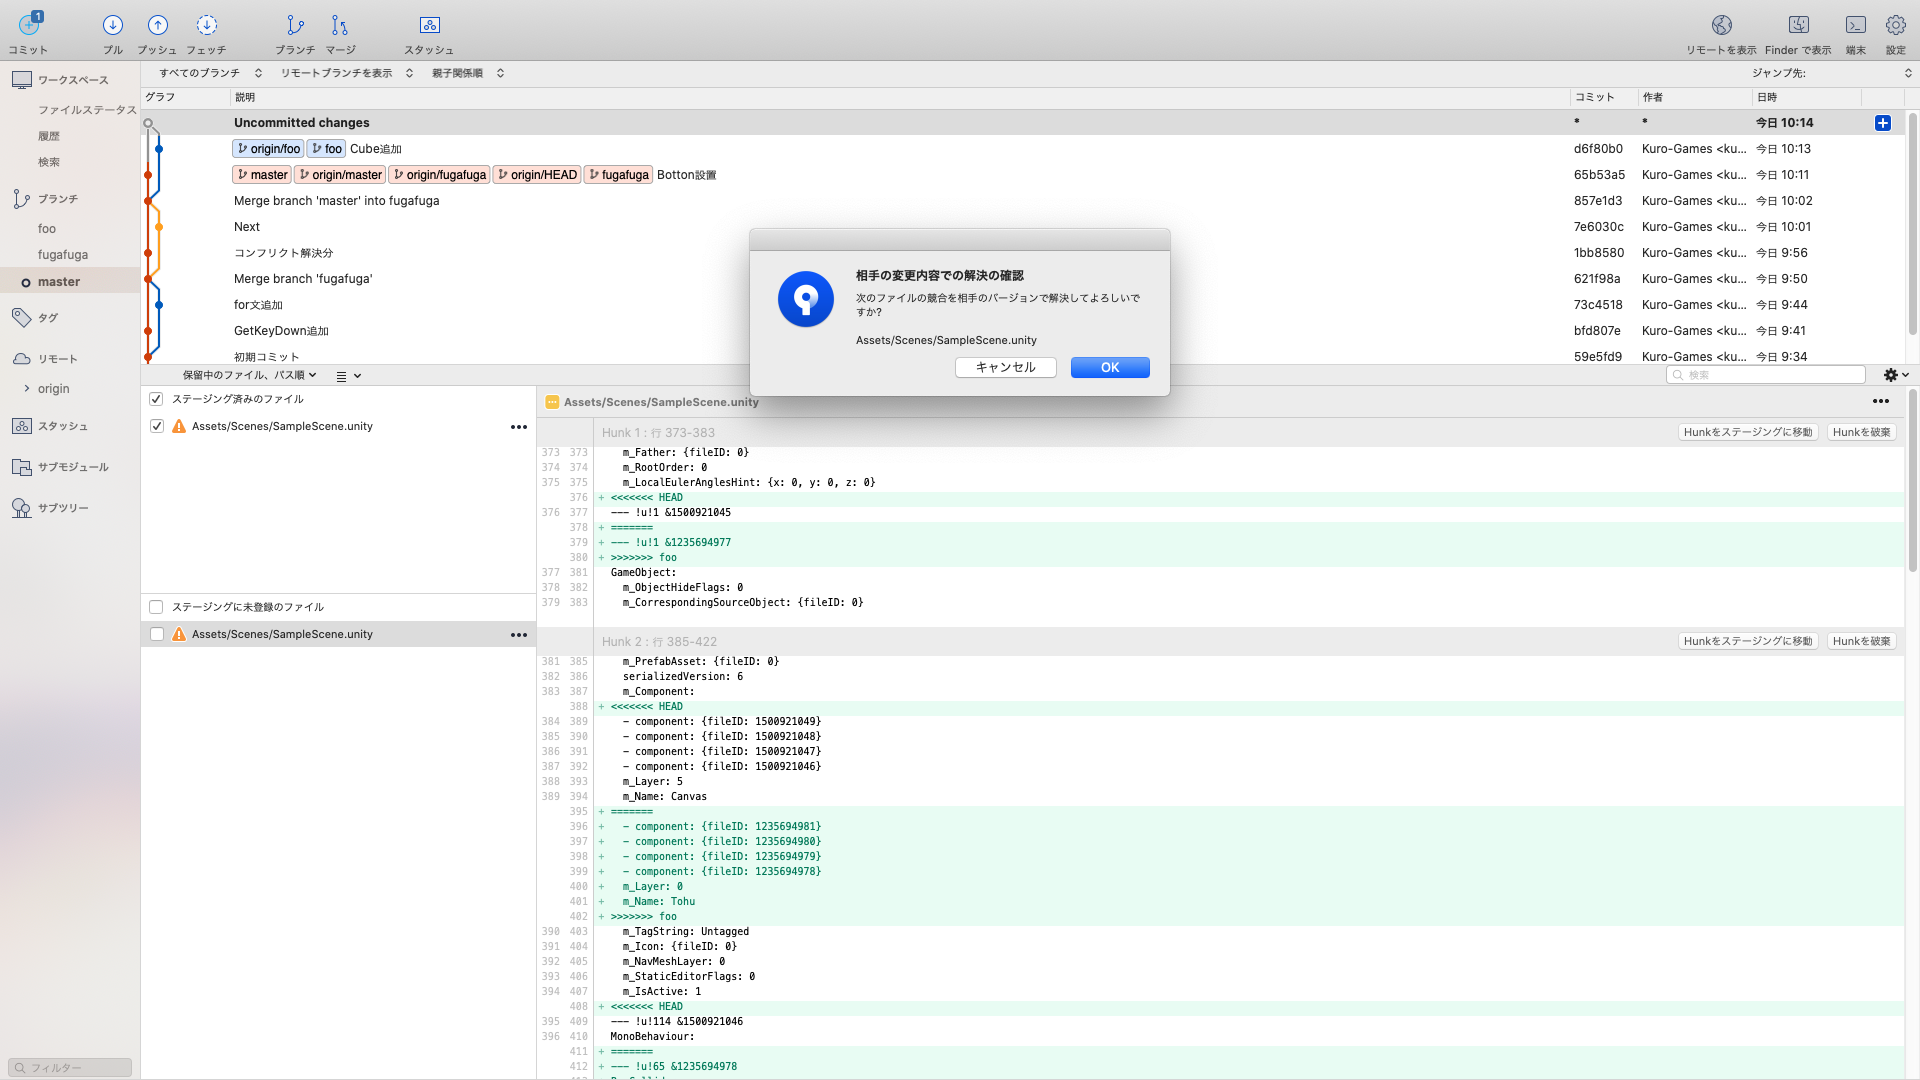 1
コミット
プル
プッシュ
フェッチ
ブランチ
マージ
スタッシュ
リモートを表示
Finder で表示
端末
設定
ワークスペース
ファイルステータス
履歴
検索
ブランチ
foo
fugafuga
master
タグ
リモート
origin
スタッシュ
サブモジュール
サブツリー
フィルター
すべてのブランチ
リモートブランチを表示
親子関係順
ジャンプ先:
グラフ 説明 コミット 作者 日時
Uncommitted changes * * 今日 10:14
origin/foo foo Cube追加 d6f80b0 Kuro-Games <ku... 今日 10:13
master origin/master origin/fugafuga origin/HEAD fugafuga Botton設置 65b53a5 Kuro-Games <ku... 今日 10:11
Merge branch 'master' into fugafuga 857e1d3 Kuro-Games <ku... 今日 10:02
Next 7e6030c Kuro-Games <ku... 今日 10:01
コンフリクト解決分 1bb8580 Kuro-Games <ku... 今日 9:56
Merge branch 'fugafuga' 621f98a Kuro-Games <ku... 今日 9:50
for文追加 73c4518 Kuro-Games <ku... 今日 9:44
GetKeyDown追加 bfd807e Kuro-Games <ku... 今日 9:41
初期コミット 59e5fd9 Kuro-Games <ku... 今日 9:34
相手の変更内容での解決の確認
次のファイルの競合を相手のバージョンで解決してよろしいで
すか?
Assets/Scenes/SampleScene.unity
キャンセル
OK
保留中のファイル、パス順
検索
ステージング済みのファイル
Assets/Scenes/SampleScene.unity
ステージングに未登録のファイル
Assets/Scenes/SampleScene.unity
Assets/Scenes/SampleScene.unity
Hunk 1 : 行 373-383 Hunkをステージングに移動 Hunkを破棄
373 373 m_Father: {fileID: 0}
374 374 m_RootOrder: 0
375 375 m_LocalEulerAnglesHint: {x: 0, y: 0, z: 0}
376 + <<<<<<< HEAD
376 377 --- !u!1 &1500921045
378 + =======
379 + --- !u!1 &1235694977
380 + >>>>>>> foo
377 381 GameObject:
378 382 m_ObjectHideFlags: 0
379 383 m_CorrespondingSourceObject: {fileID: 0}
Hunk 2 : 行 385-422 Hunkをステージングに移動 Hunkを破棄
381 385 m_PrefabAsset: {fileID: 0}
382 386 serializedVersion: 6
383 387 m_Component:
388 + <<<<<<< HEAD
384 389 - component: {fileID: 1500921049}
385 390 - component: {fileID: 1500921048}
386 391 - component: {fileID: 1500921047}
387 392 - component: {fileID: 1500921046}
388 393 m_Layer: 5
389 394 m_Name: Canvas
395 + =======
396 + - component: {fileID: 1235694981}
397 + - component: {fileID: 1235694980}
398 + - component: {fileID: 1235694979}
399 + - component: {fileID: 1235694978}
400 + m_Layer: 0
401 + m_Name: Tohu
402 + >>>>>>> foo
390 403 m_TagString: Untagged
391 404 m_Icon: {fileID: 0}
392 405 m_NavMeshLayer: 0
393 406 m_StaticEditorFlags: 0
394 407 m_IsActive: 1
408 + <<<<<<< HEAD
395 409 --- !u!114 &1500921046
396 410 MonoBehaviour:
411 + =======
412 + --- !u!65 &1235694978